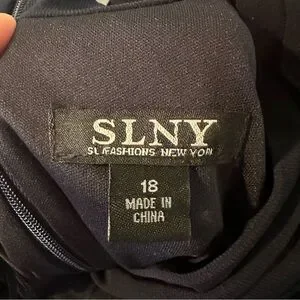 SLNY
SL FASHIONS NEW YORK
18
MADE IN
CHINA